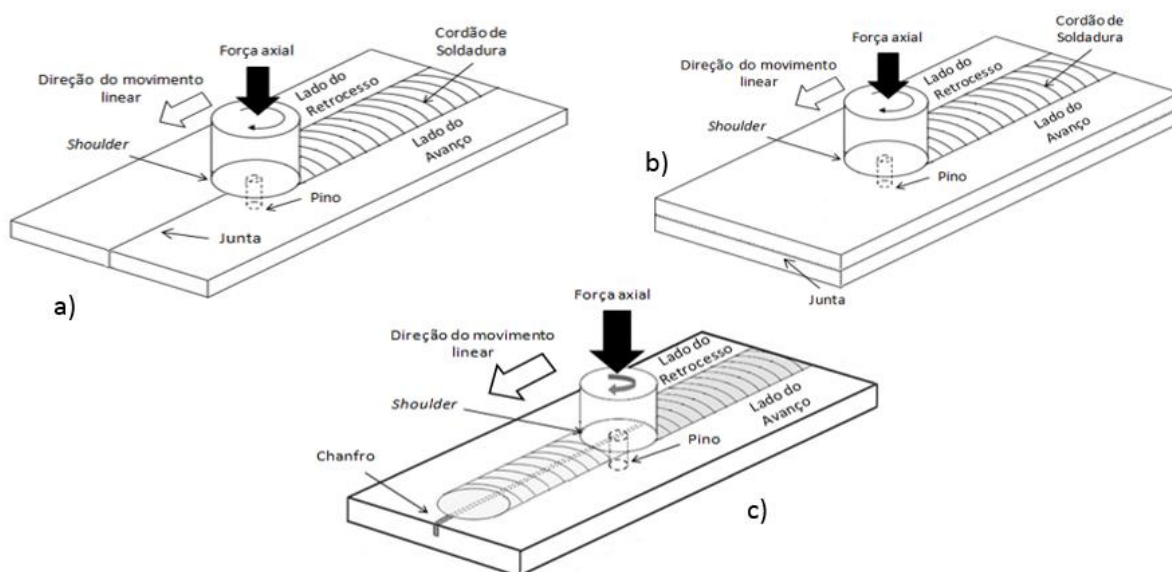 Força axial
Direção do movimento
linear
Shoulder
Lado do
Retrocesso
Cordão de
Soldadura
Lado do
Avanço
Pino
Junta
a)
Força axial
Direção do movimento
linear
Shoulder
Lado do
Retrocesso
Cordão de
Soldadura
Lado do
Avanço
Pino
Junta
b)
Força axial
Direção do movimento
linear
Shoulder
Lado do
Retrocesso
Lado do
Avanço
Pino
Chanfro
c)